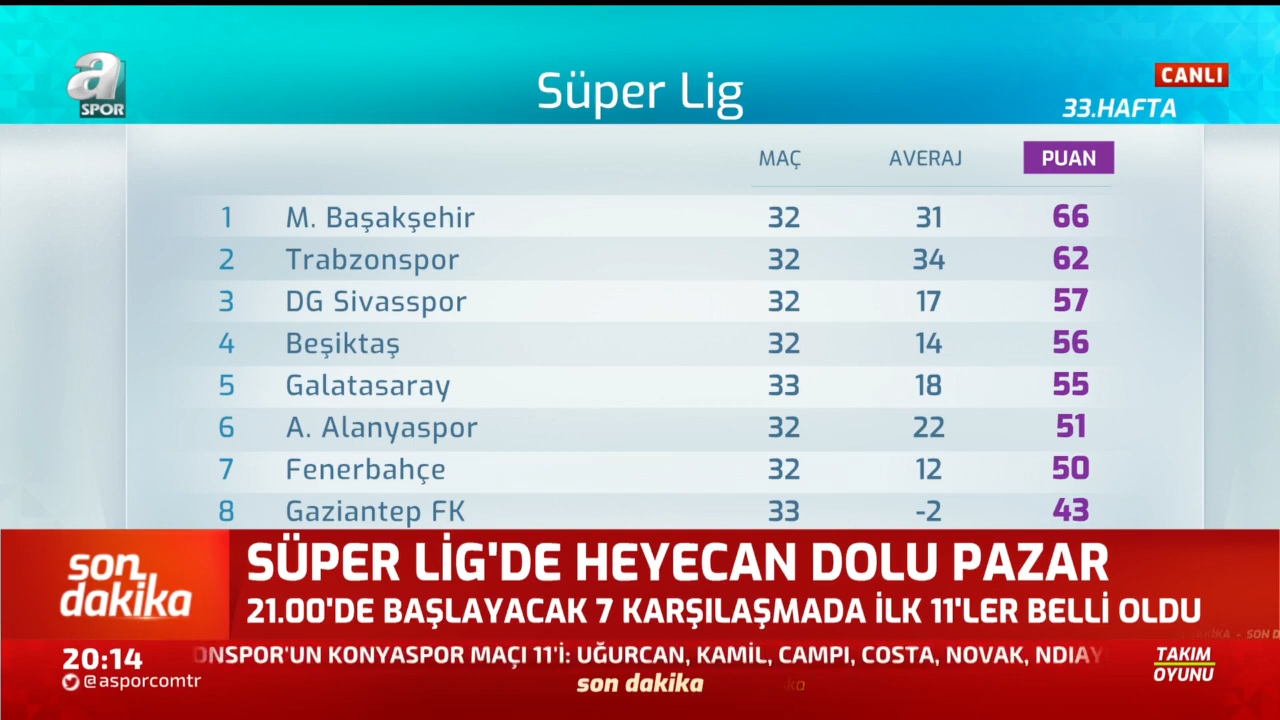 a
SPOR
Süper Lig
CANLI
33.HAFTA
MAÇ AVERAJ PUAN
1 M. Başakşehir 32 31 66
2 Trabzonspor 32 34 62
3 DG Sivasspor 32 17 57
4 Beşiktaş 32 14 56
5 Galatasaray 33 18 55
6 A. Alanyaspor 32 22 51
7 Fenerbahçe 32 12 50
8 Gaziantep FK 33 -2 43
son dakika
SÜPER LİG'DE HEYECAN DOLU PAZAR
21.00'DE BAŞLAYACAK 7 KARŞILAŞMADA İLK 11'LER BELLİ OLDU
20:14
ONSPOR'UN KONYASPOR MAÇI 11'İ: UĞURCAN, KAMİL, CAMPI, COSTA, NOVAK, NDIAY
@asporcomtr
son dakika
TAKIM
OYUNU